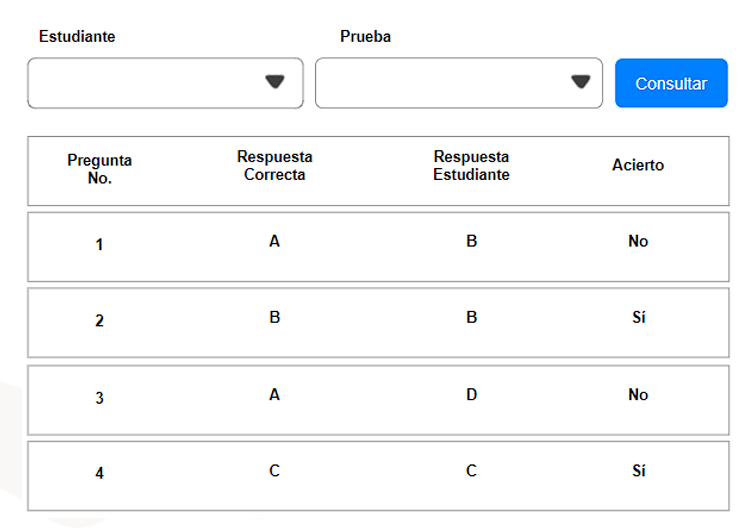 Estudiante Prueba
Consultar
Pregunta No. Respuesta Correcta Respuesta Estudiante Acierto
1 A B No
2 B B Sí
3 A D No
4 C C Sí